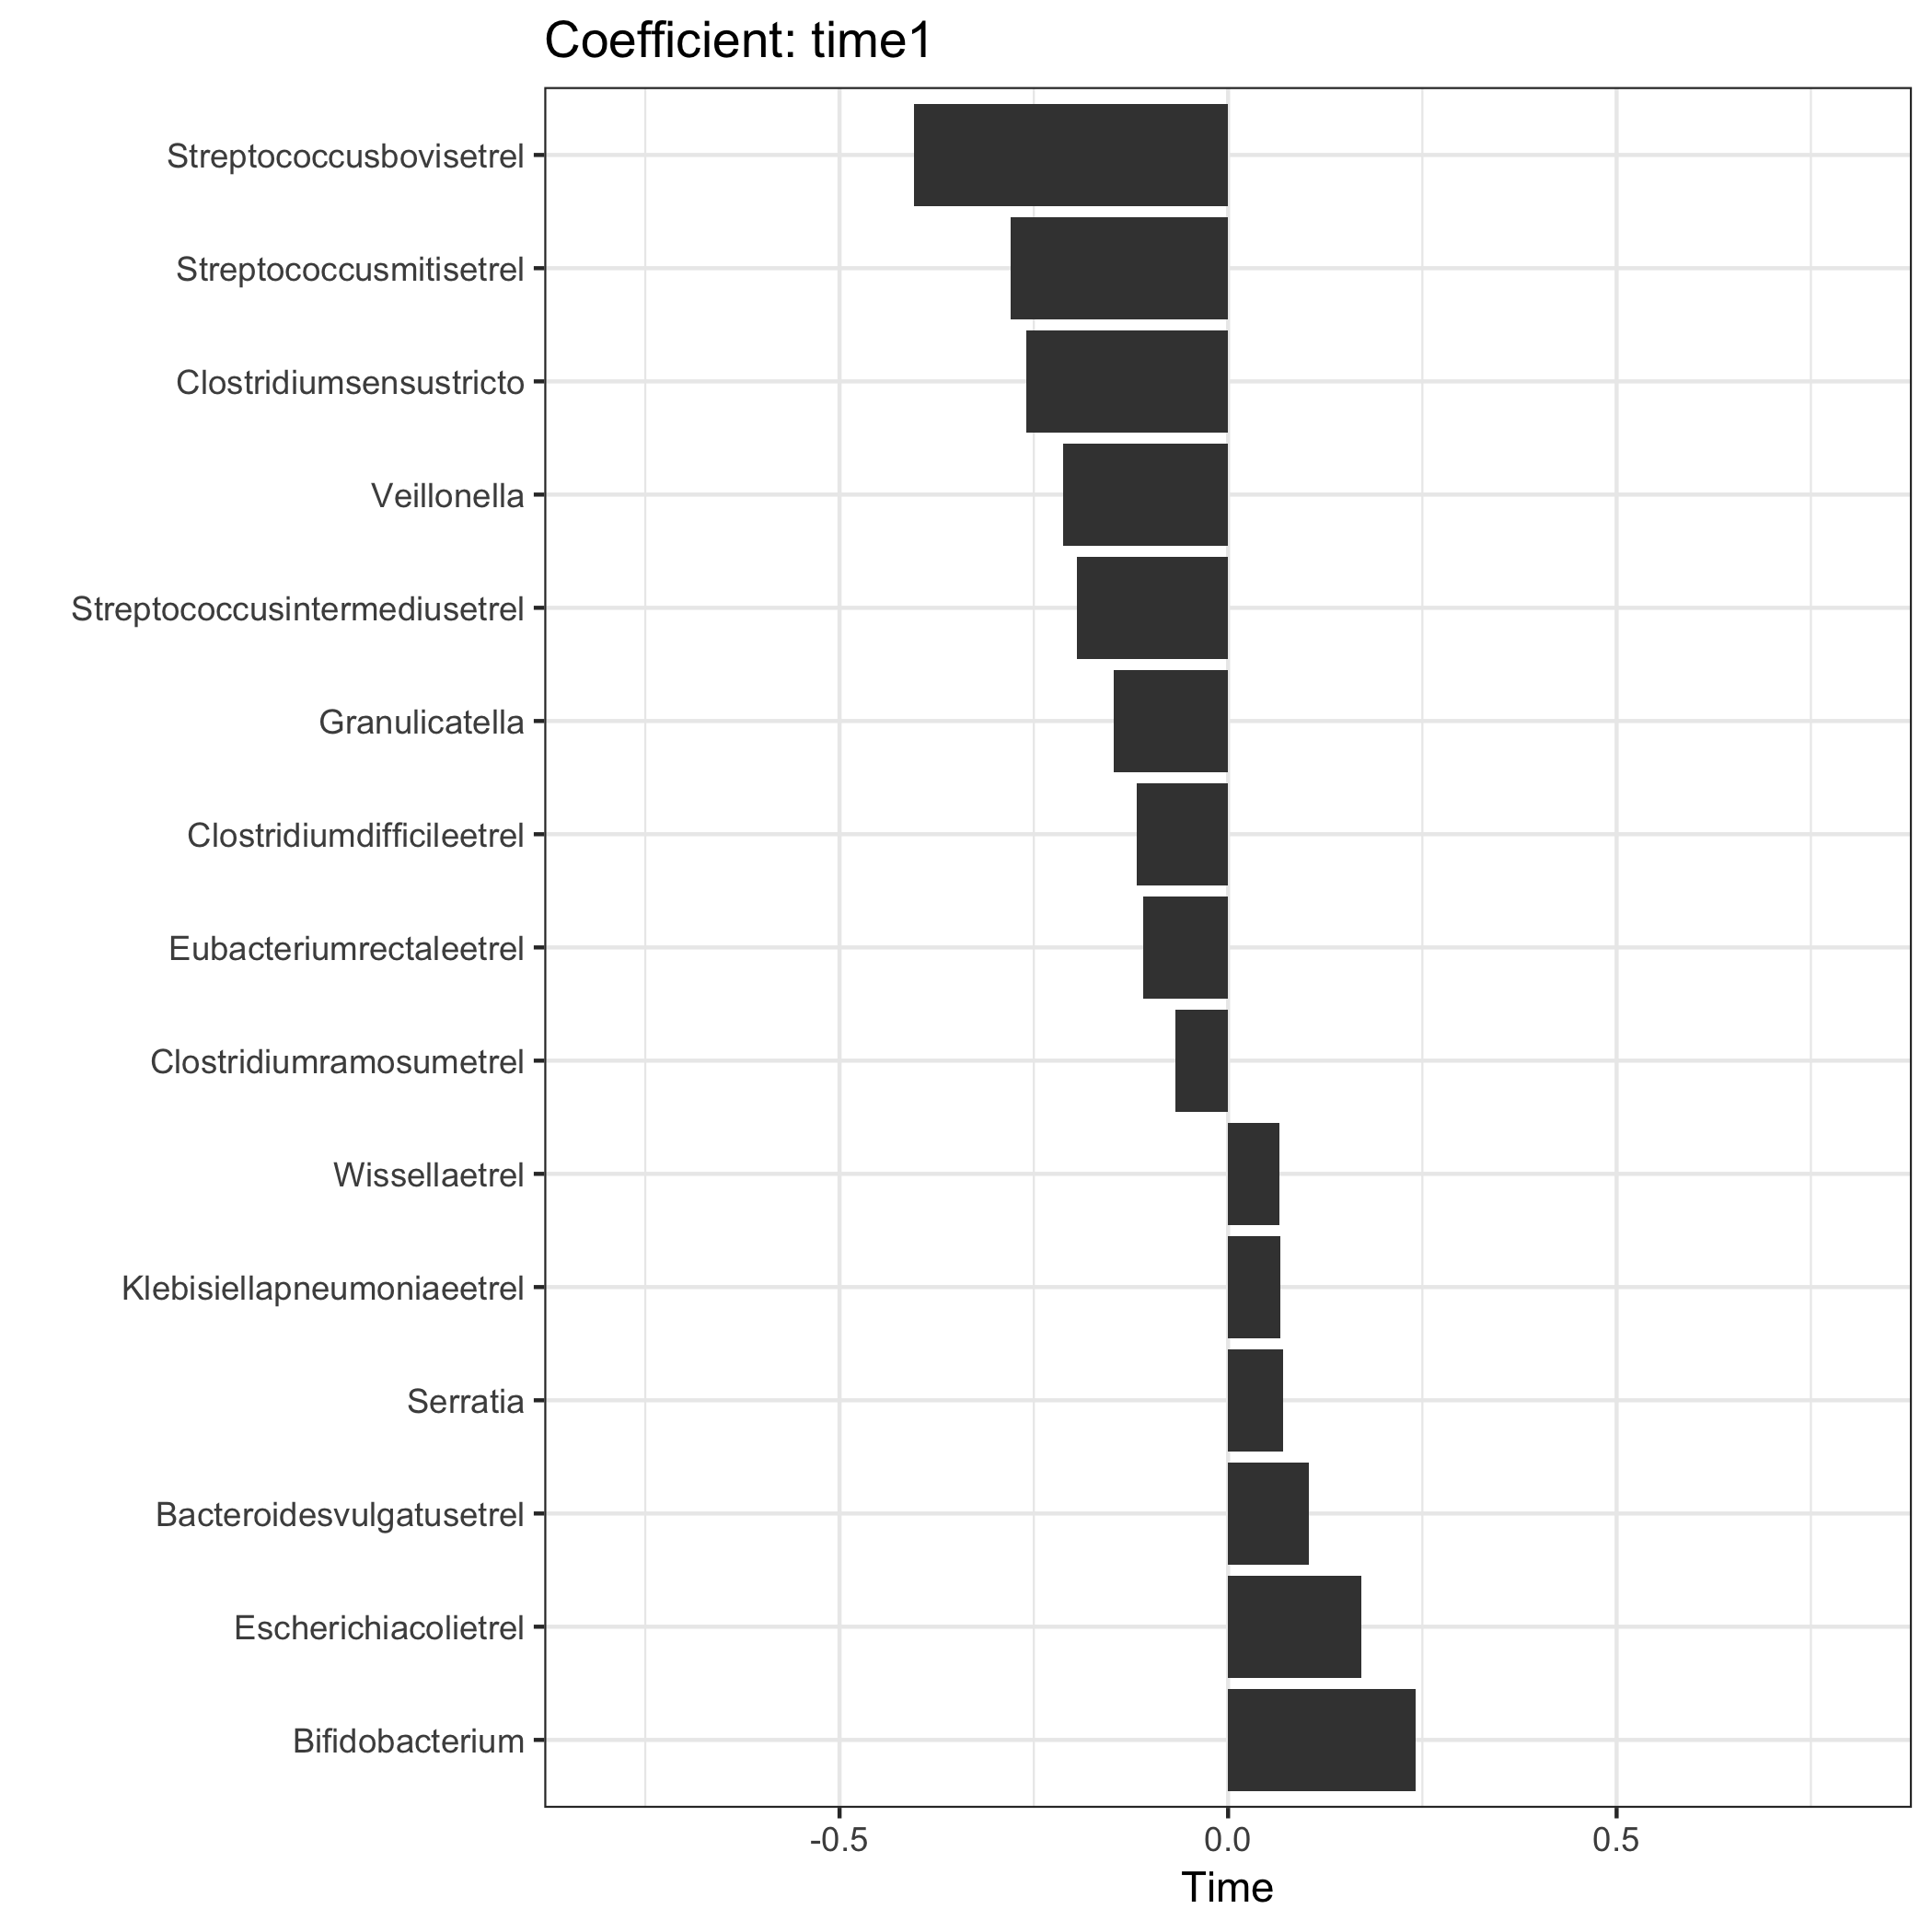 Coefficient: time1
Streptococcusbovisetrel
Streptococcusmitisetrel
Clostridiumsensustricto
Veillonella
Streptococcusintermediusetrel
Granulicatella
Clostridiumdifficileetrel
Eubacteriumrectaleetrel
Clostridiumramosumetrel
Wissellaetrel
Klebisiellapneumoniaeetrel
Serratia
Bacteroidesvulgatusetrel
Escherichiacolietrel
Bifidobacterium
-0.5 0.0 0.5
Time